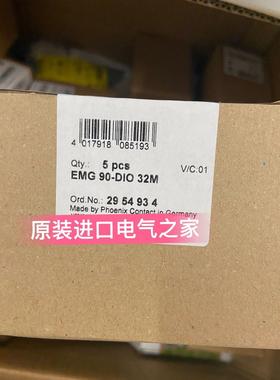 4 017918 085193
Qty.: 5 pcs V/C:01
EMG 90-DIO 32M
Ord.No.: 29 54 93 4
Made by Phoenix Contact in Germany
原装进口电气之家